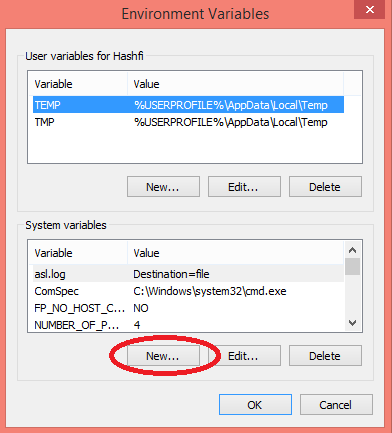 Environment Variables
User variables for Hashfi
Variable Value
TEMP %USERPROFILE%\AppData\Local\Temp
TMP %USERPROFILE%\AppData\Local\Temp
New... Edit... Delete
System variables
Variable Value
asl.log Destination=file
ComSpec C:\Windows\system32\cmd.exe
FP_NO_HOST_C... NO
NUMBER_OF_P... 4
New... Edit... Delete
OK Cancel